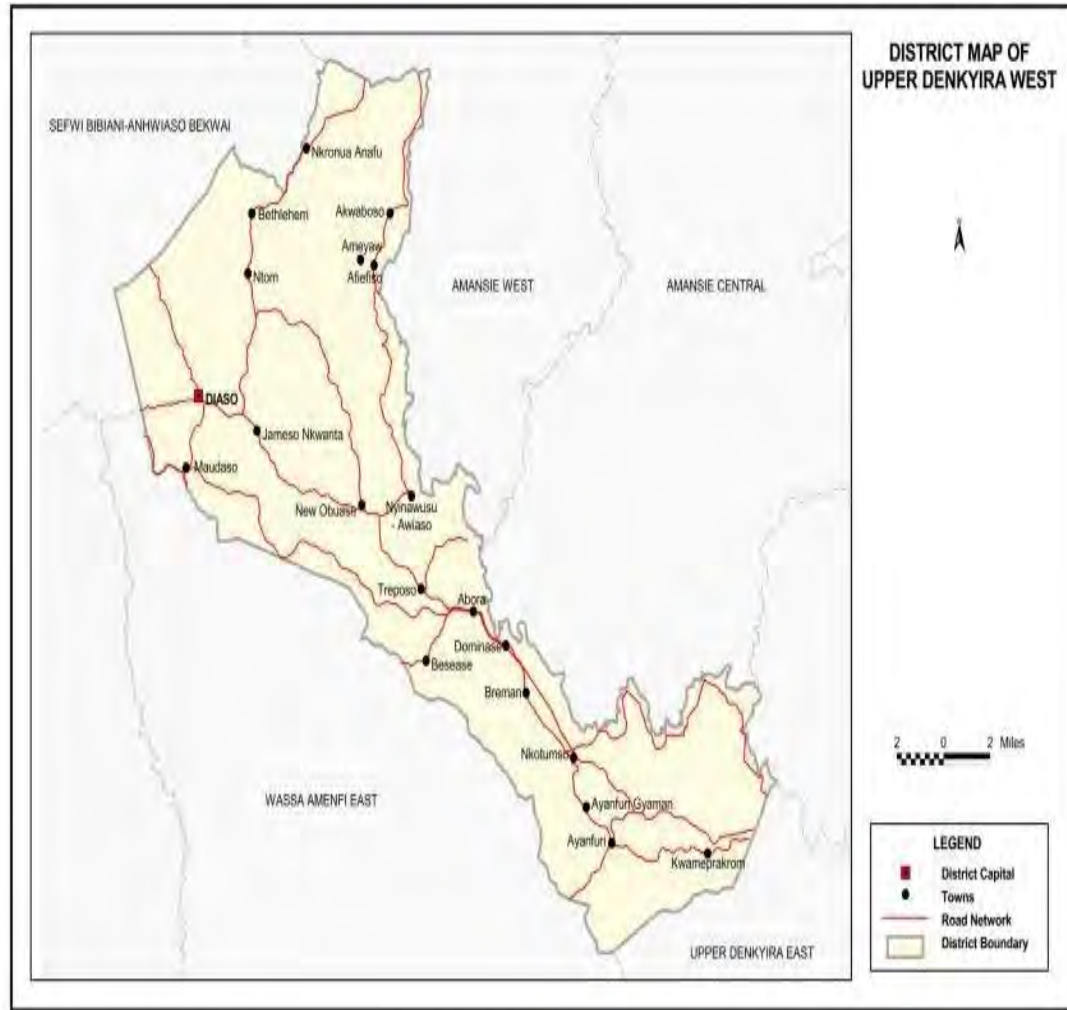 DISTRICT MAP OF
UPPER DENKYIRA WEST
SEFWI BIBIANI-ANHWIASO BEKWAI
Nkronua Anafu
Bethlehem
Akwaboso
Ameyaw
Afiefiso
Ntom
AMANSIE WEST
AMANSIE CENTRAL
DIASO
Jameso Nkwanta
Maudaso
New Obuase
Nyinawusu
- Awiaso
Treposo
Abora
Dominase
Besease
Breman
Nkotumso
WASSA AMENFI EAST
Ayanfuri Gyaman
Ayanfuri
Kwameprakrom
UPPER DENKYIRA EAST
2 0 2 Miles
LEGEND
District Capital
Towns
Road Network
District Boundary